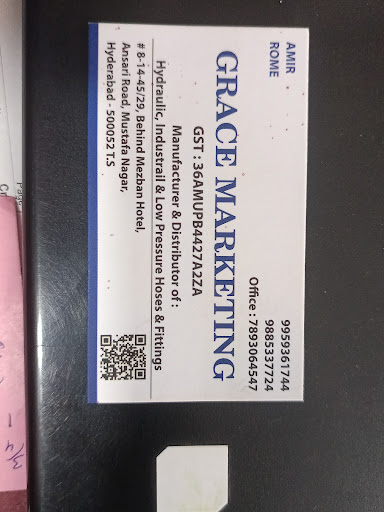 AMIR
ROME
9959361744
9885337724
Office : 7893064547
GRACE MARKETING
GST : 36AMUPB4427A2ZA
Manufacturer & Distributor of :
Hydraulic, Industrail & Low Pressure Hoses & Fittings
# 8-14-45/29, Behind Mezban Hotel,
Ansari Road, Mustafa Nagar,
Hyderabad - 500052 T.S